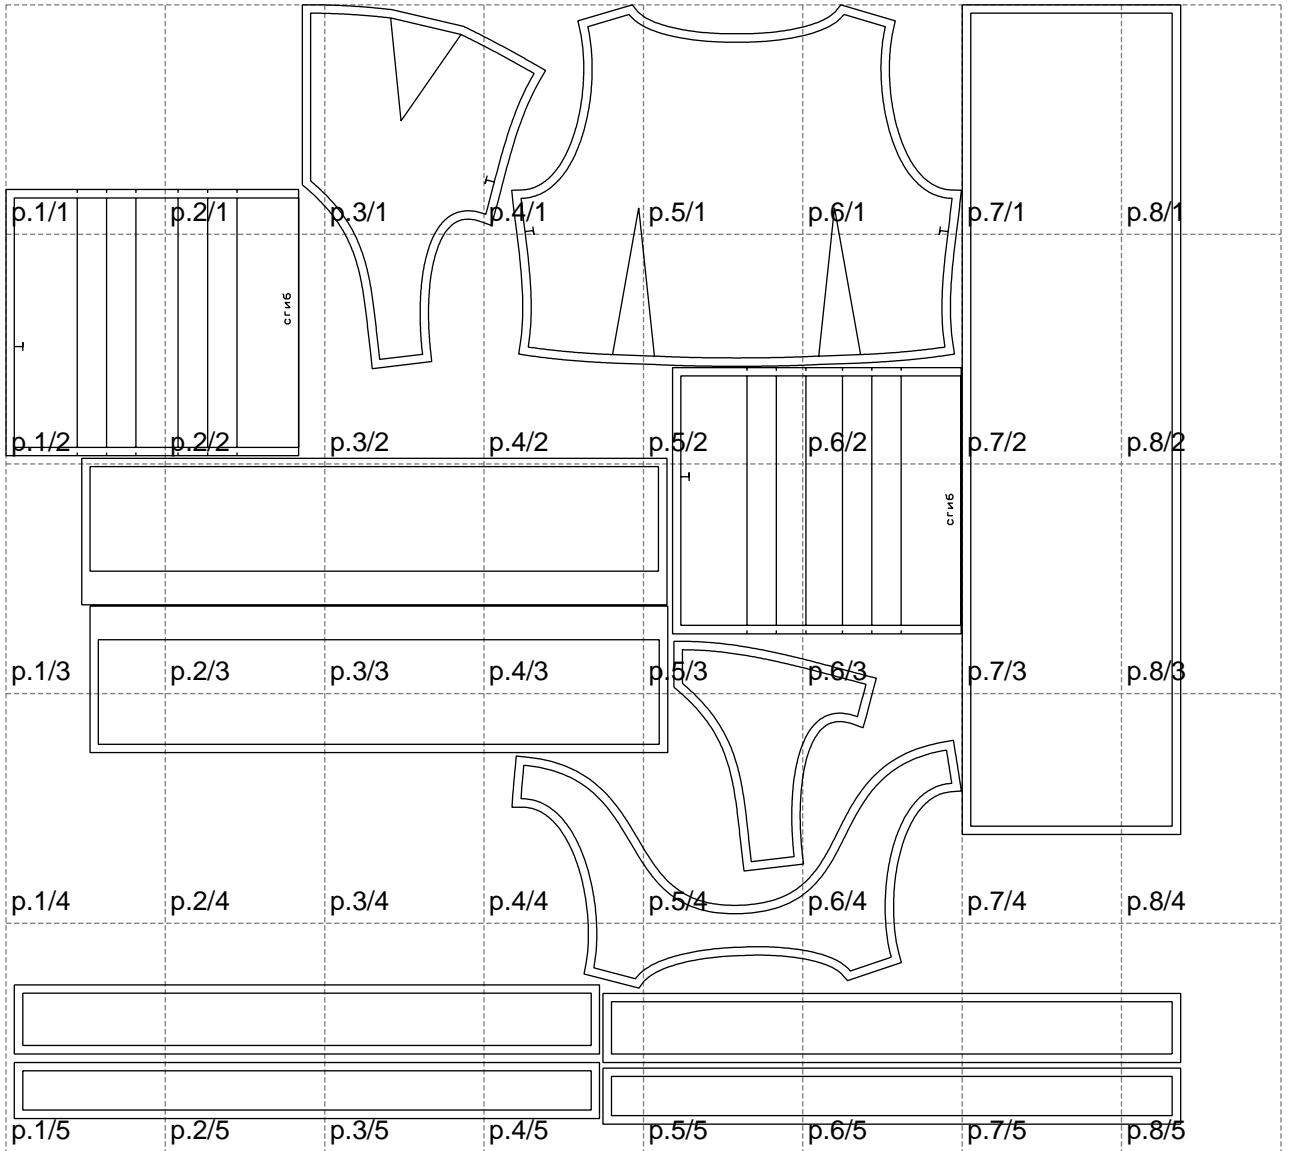 p.1/1 p.2/1 p.3/1 p.4/1 p.5/1 p.6/1 p.7/1 p.8/1
сгиб
p.1/2 p.2/2 p.3/2 p.4/2 p.5/2 p.6/2 p.7/2 p.8/2
сгиб
p.1/3 p.2/3 p.3/3 p.4/3 p.5/3 p.6/3 p.7/3 p.8/3
p.1/4 p.2/4 p.3/4 p.4/4 p.5/4 p.6/4 p.7/4 p.8/4
p.1/5 p.2/5 p.3/5 p.4/5 p.5/5 p.6/5 p.7/5 p.8/5